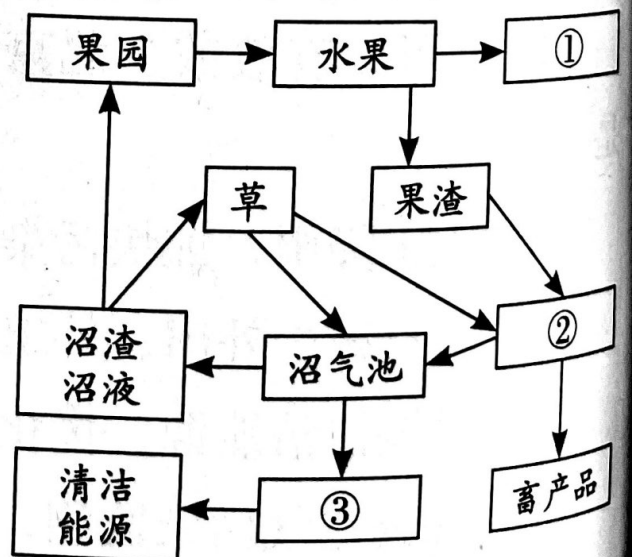 果园
水果
①
草
果渣
沼渣
沼液
沼气池
②
清洁
能源
③
畜产品